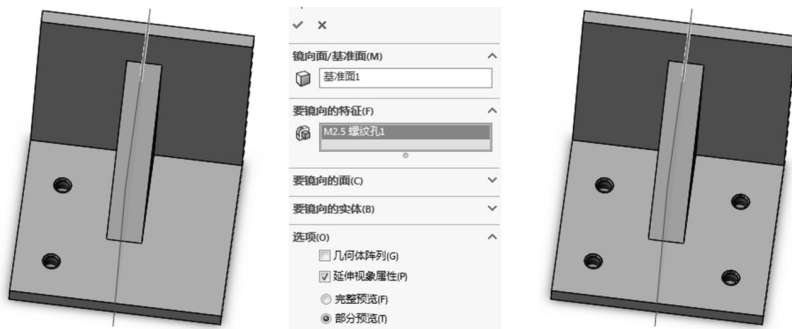 镜向面/基准面(M)
基准面1
要镜向的特征(F)
M2.5 螺纹孔1
要镜向的面(C)
要镜向的实体(B)
选项(O)
几何体阵列(G)
延伸视象属性(P)
完整预览(F)
部分预览(T)